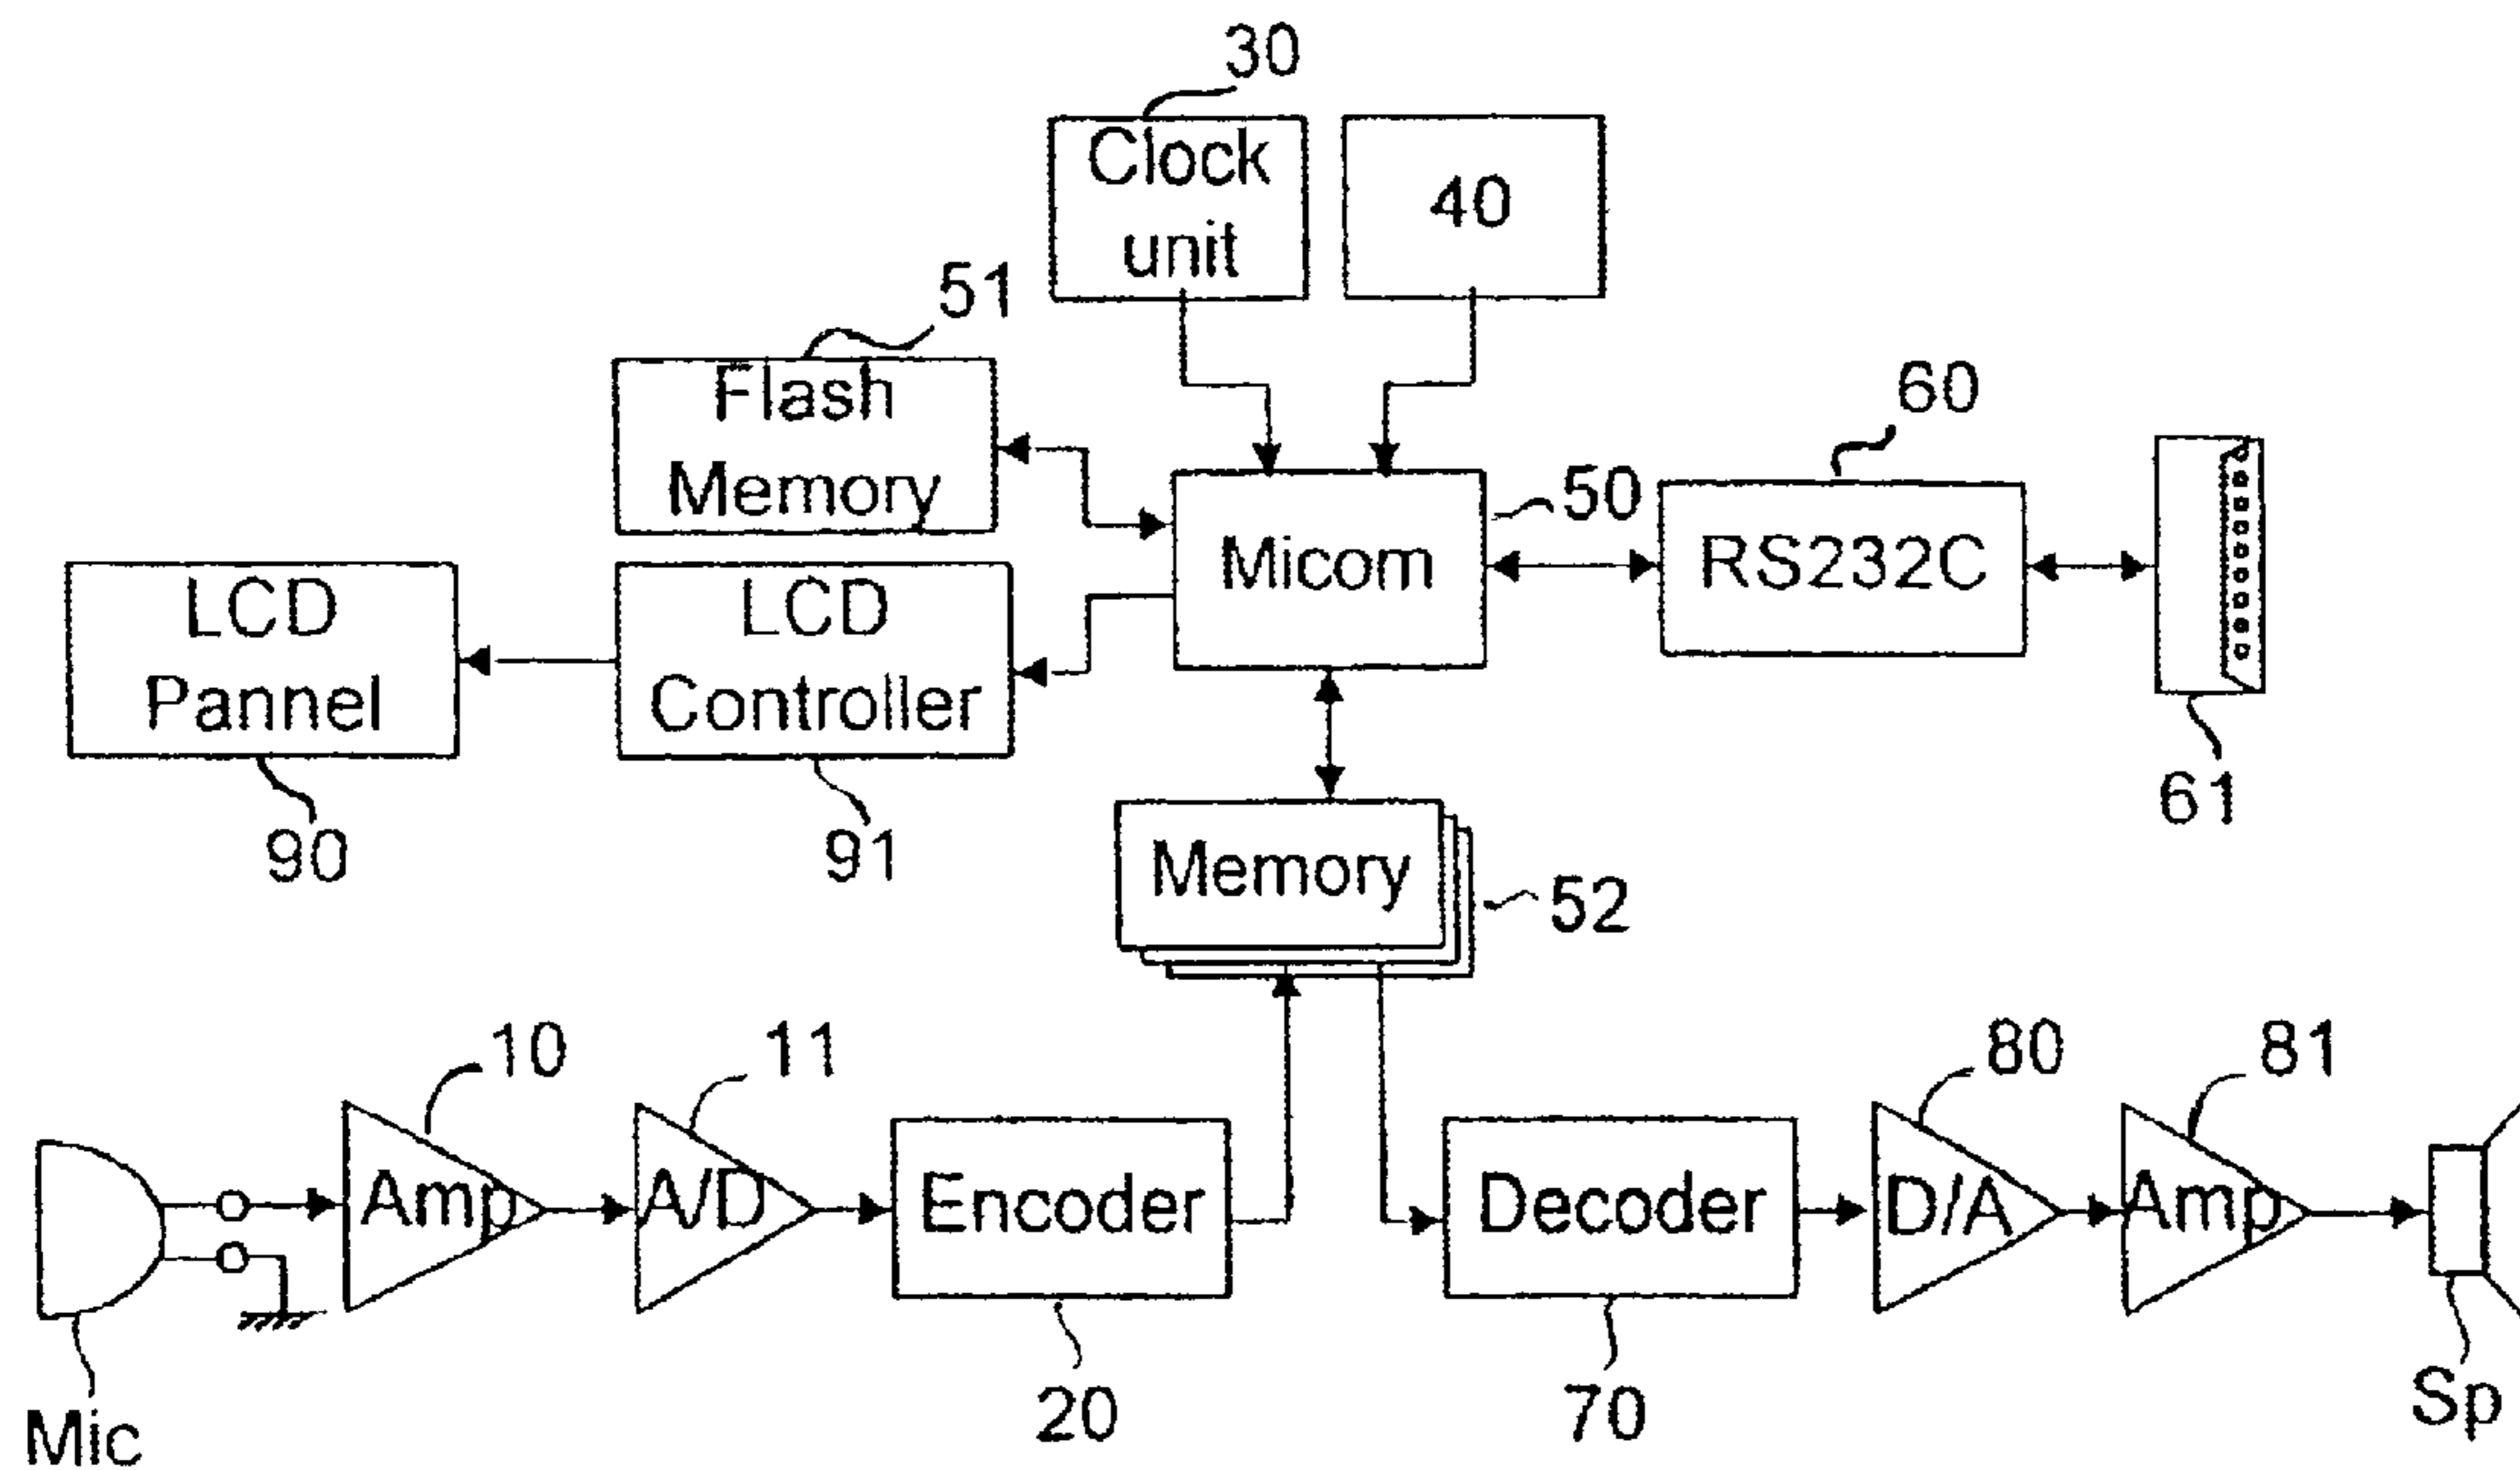 30
Clock
unit
40
51
Flash
Memory
60
50
Micom
RS232C
LCD
Pannel
LCD
Controller
61
90
91
Memory
52
10
11
80
81
Amp
A/D
Encoder
Decoder
D/A
Amp
Mic
20
70
Sp